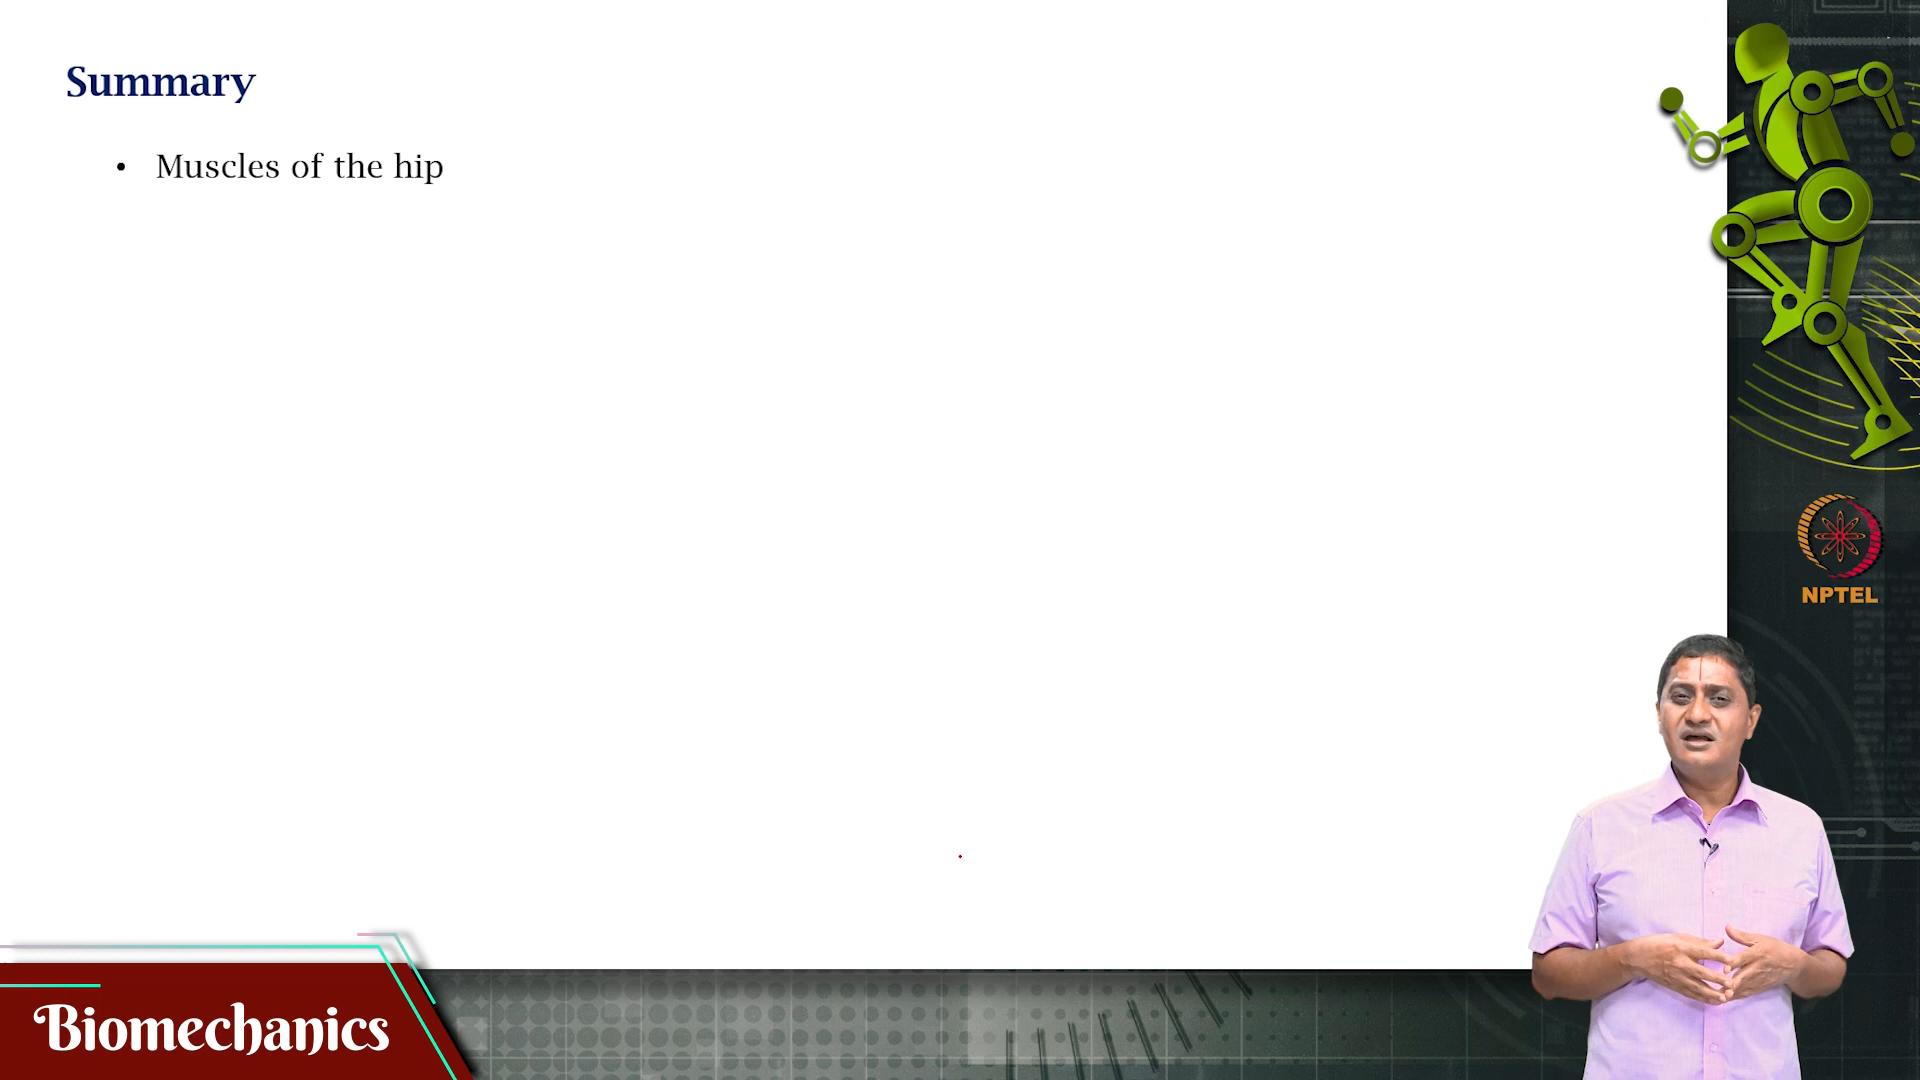 Summary
• Muscles of the hip
NPTEL
Biomechanics